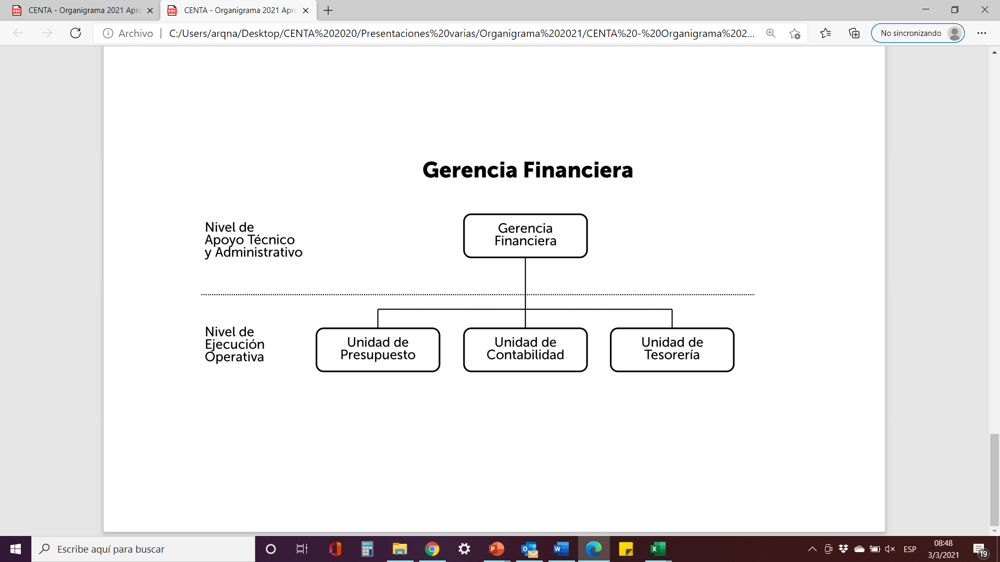 CENTA - Organigrama 2021 Apro
CENTA - Organigrama 2021 Apro
Archivo
C:/Users/arqna/Desktop/CENTA%202020/Presentaciones%20varias/Organigrama%202021/CENTA%20-%20Organigrama%202...
No sincronizando
Gerencia Financiera
Nivel de
Apoyo Técnico
y Administrativo
Gerencia
Financiera
Nivel de
Ejecución
Operativa
Unidad de
Presupuesto
Unidad de
Contabilidad
Unidad de
Tesorería
Escribe aquí para buscar
ESP
08:48
3/3/2021
19